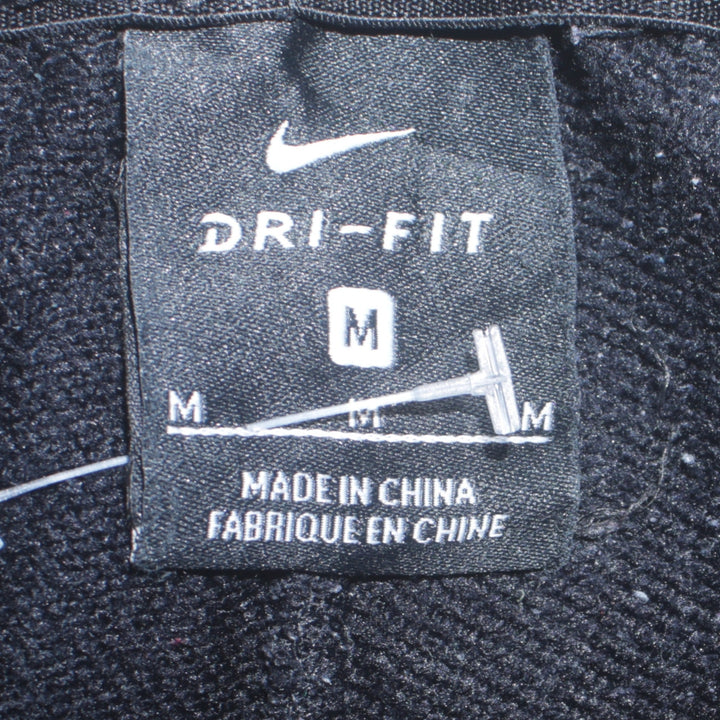 DRI-FIT
M
M M M
MADE IN CHINA
FABRIQUE EN CHINE